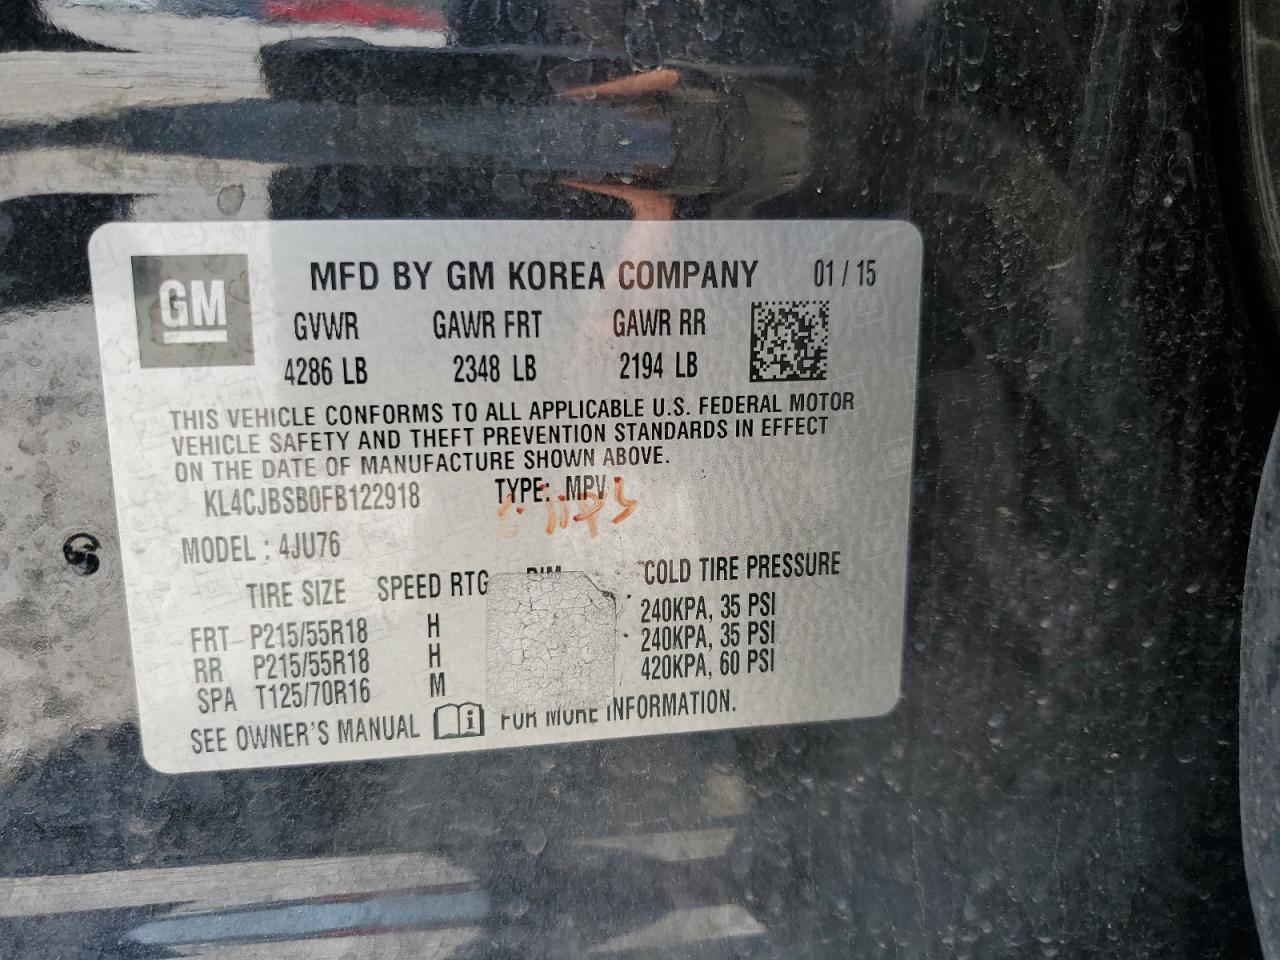 GM
MFD BY GM KOREA COMPANY 01 / 15
GVWR GAWR FRT GAWR RR
4286 LB 2348 LB 2194 LB
THIS VEHICLE CONFORMS TO ALL APPLICABLE U.S. FEDERAL MOTOR
VEHICLE SAFETY AND THEFT PREVENTION STANDARDS IN EFFECT
ON THE DATE OF MANUFACTURE SHOWN ABOVE.
KL4CJBSB0FB122918 TYPE: MPV
MODEL : 4JU76
TIRE SIZE SPEED RTG RIM COLD TIRE PRESSURE
FRT P215/55R18 H 240KPA, 35 PSI
RR P215/55R18 H 240KPA, 35 PSI
SPA T125/70R16 M 420KPA, 60 PSI
SEE OWNER'S MANUAL FOR MORE INFORMATION.